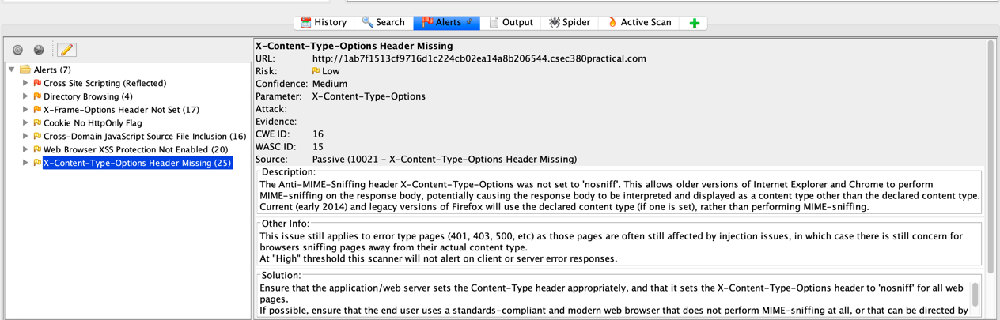 History Search Alerts Output Spider Active Scan
Alerts (7)
Cross Site Scripting (Reflected)
Directory Browsing (4)
X-Frame-Options Header Not Set (17)
Cookie No HttpOnly Flag
Cross-Domain JavaScript Source File Inclusion (16)
Web Browser XSS Protection Not Enabled (20)
X-Content-Type-Options Header Missing (25)
X-Content-Type-Options Header Missing
URL: http://1ab7f1513cf9716d1c224cb02ea14a8b206544.csec380practical.com
Risk: Low
Confidence: Medium
Parameter: X-Content-Type-Options
Attack:
Evidence:
CWE ID: 16
WASC ID: 15
Source: Passive (10021 - X-Content-Type-Options Header Missing)
Description:
The Anti-MIME-Sniffing header X-Content-Type-Options was not set to 'nosniff'. This allows older versions of Internet Explorer and Chrome to perform
MIME-sniffing on the response body, potentially causing the response body to be interpreted and displayed as a content type other than the declared content type.
Current (early 2014) and legacy versions of Firefox will use the declared content type (if one is set), rather than performing MIME-sniffing.
Other Info:
This issue still applies to error type pages (401, 403, 500, etc) as those pages are often still affected by injection issues, in which case there is still concern for
browsers sniffing pages away from their actual content type.
At "High" threshold this scanner will not alert on client or server error responses.
Solution:
Ensure that the application/web server sets the Content-Type header appropriately, and that it sets the X-Content-Type-Options header to 'nosniff' for all web
pages.
If possible, ensure that the end user uses a standards-compliant and modern web browser that does not perform MIME-sniffing at all, or that can be directed by